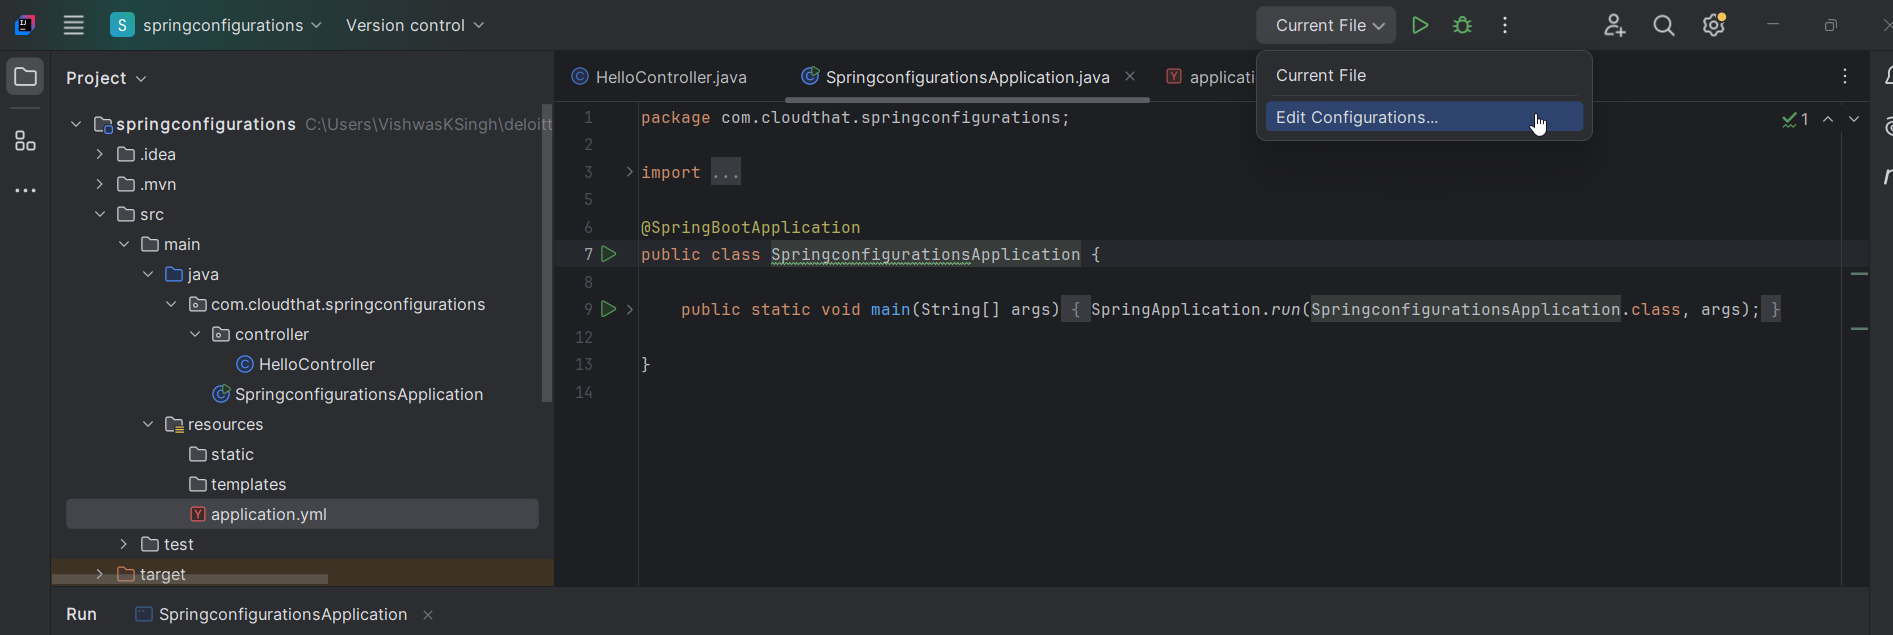 S springconfigurations Version control Current File
Project
HelloController.java SpringconfigurationsApplication.java applicati
Current File
Edit Configurations...
springconfigurations C:\Users\VishwasKSingh\deloitt
.idea
.mvn
src
main
java
com.cloudthat.springconfigurations
controller
HelloController
SpringconfigurationsApplication
resources
static
templates
application.yml
test
target
1 package com.cloudthat.springconfigurations; 1
2
3 import ...
5
6 @SpringBootApplication
7 public class SpringconfigurationsApplication {
8
9 public static void main(String[] args) { SpringApplication.run(SpringconfigurationsApplication.class, args); }
12
13 }
14
Run SpringconfigurationsApplication